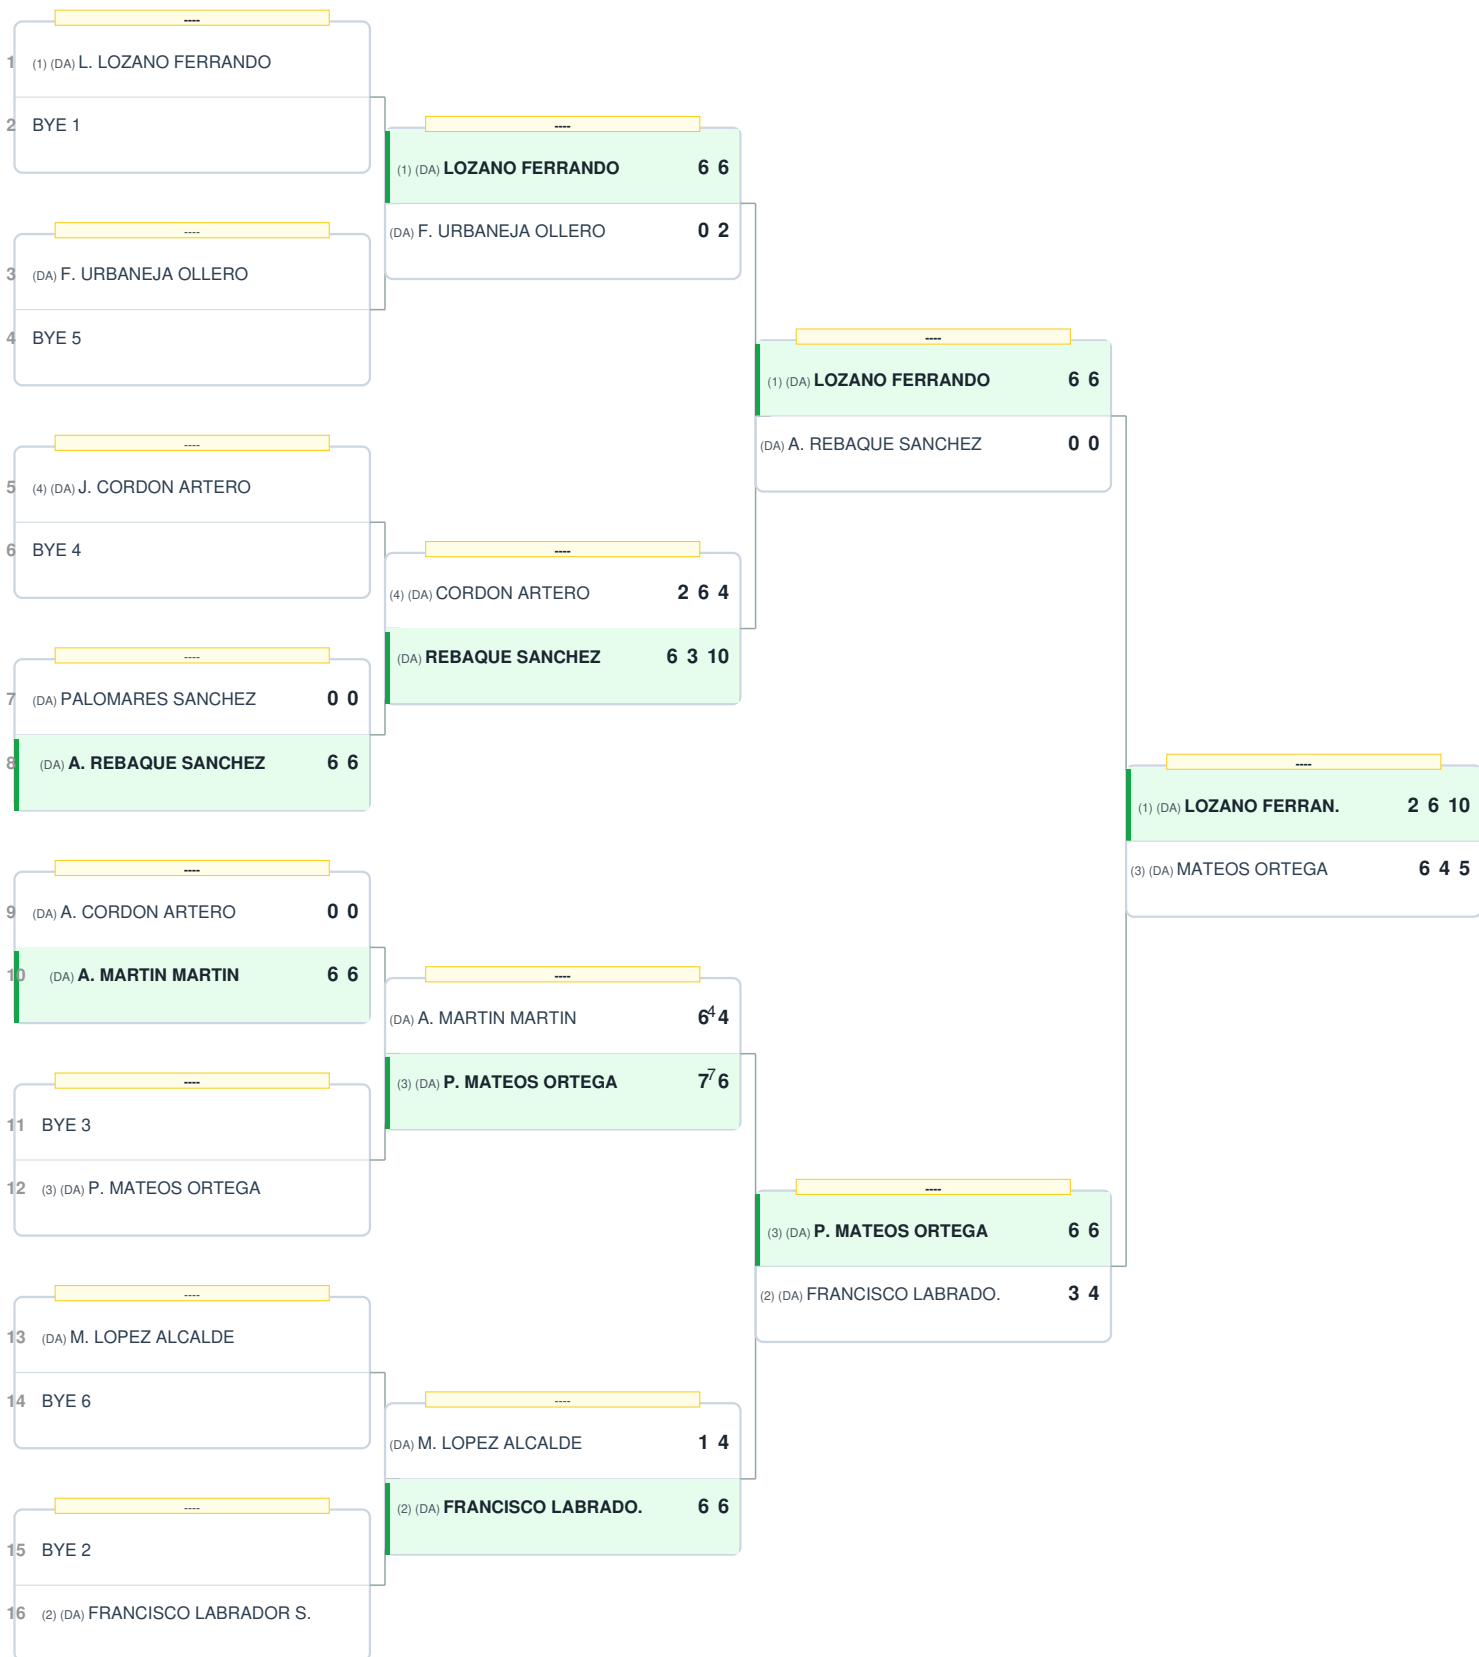 ----
1 (1) (DA) L. LOZANO FERRANDO
2 BYE 1
----
3 (DA) F. URBANEJA OLLERO
4 BYE 5
----
5 (4) (DA) J. CORDON ARTERO
6 BYE 4
----
7 (DA) PALOMARES SANCHEZ 0 0
8 (DA) A. REBAQUE SANCHEZ 6 6
----
9 (DA) A. CORDON ARTERO 0 0
10 (DA) A. MARTIN MARTIN 6 6
----
11 BYE 3
12 (3) (DA) P. MATEOS ORTEGA
----
13 (DA) M. LOPEZ ALCALDE
14 BYE 6
----
15 BYE 2
16 (2) (DA) FRANCISCO LABRADOR S.
----
(1) (DA) LOZANO FERRANDO 6 6
(DA) F. URBANEJA OLLERO 0 2
----
(4) (DA) CORDON ARTERO 2 6 4
(DA) REBAQUE SANCHEZ 6 3 10
----
(DA) A. MARTIN MARTIN 6⁴ 4
(3) (DA) P. MATEOS ORTEGA 7⁷ 6
----
(DA) M. LOPEZ ALCALDE 1 4
(2) (DA) FRANCISCO LABRADO. 6 6
----
(1) (DA) LOZANO FERRANDO 6 6
(DA) A. REBAQUE SANCHEZ 0 0
----
(3) (DA) P. MATEOS ORTEGA 6 6
(2) (DA) FRANCISCO LABRADO. 3 4
----
(1) (DA) LOZANO FERRAN. 2 6 10
(3) (DA) MATEOS ORTEGA 6 4 5